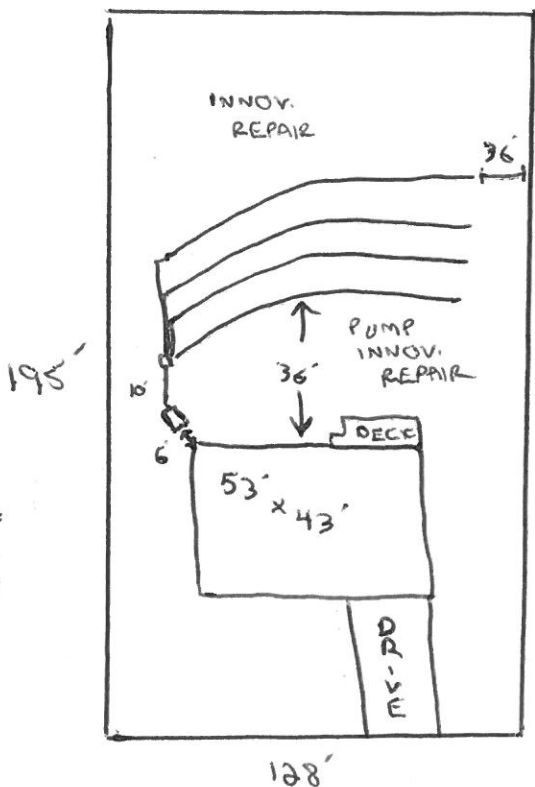 INNOV.
REPAIR
36'
PUMP
INNOV.
REPAIR
36'
195'
10'
6'
DECK
53' x 43'
DRIVE
128'